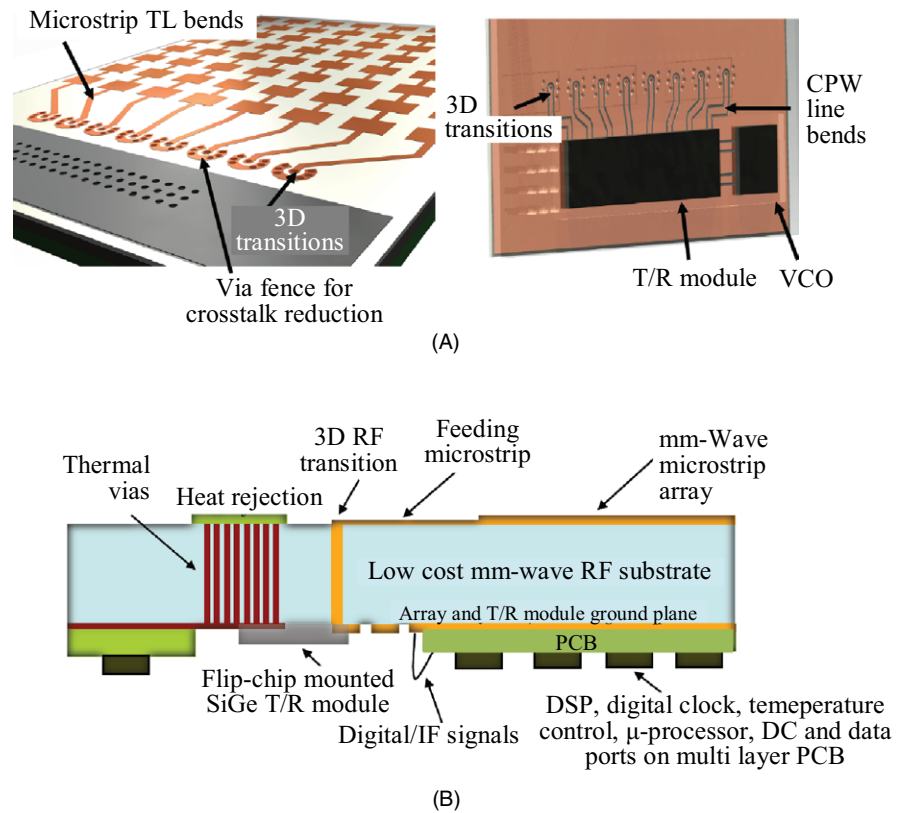 Microstrip TL bends
3D
transitions
Via fence for
crosstalk reduction
3D
transitions
CPW
line
bends
T/R module
VCO
(A)
3D RF
transition
Feeding
microstrip
mm-Wave
microstrip
array
Thermal
vias
Heat rejection
Low cost mm-wave RF substrate
Array and T/R module ground plane
PCB
Flip-chip mounted
SiGe T/R module
Digital/IF signals
DSP, digital clock, temeperature
control, μ-processor, DC and data
ports on multi layer PCB
(B)